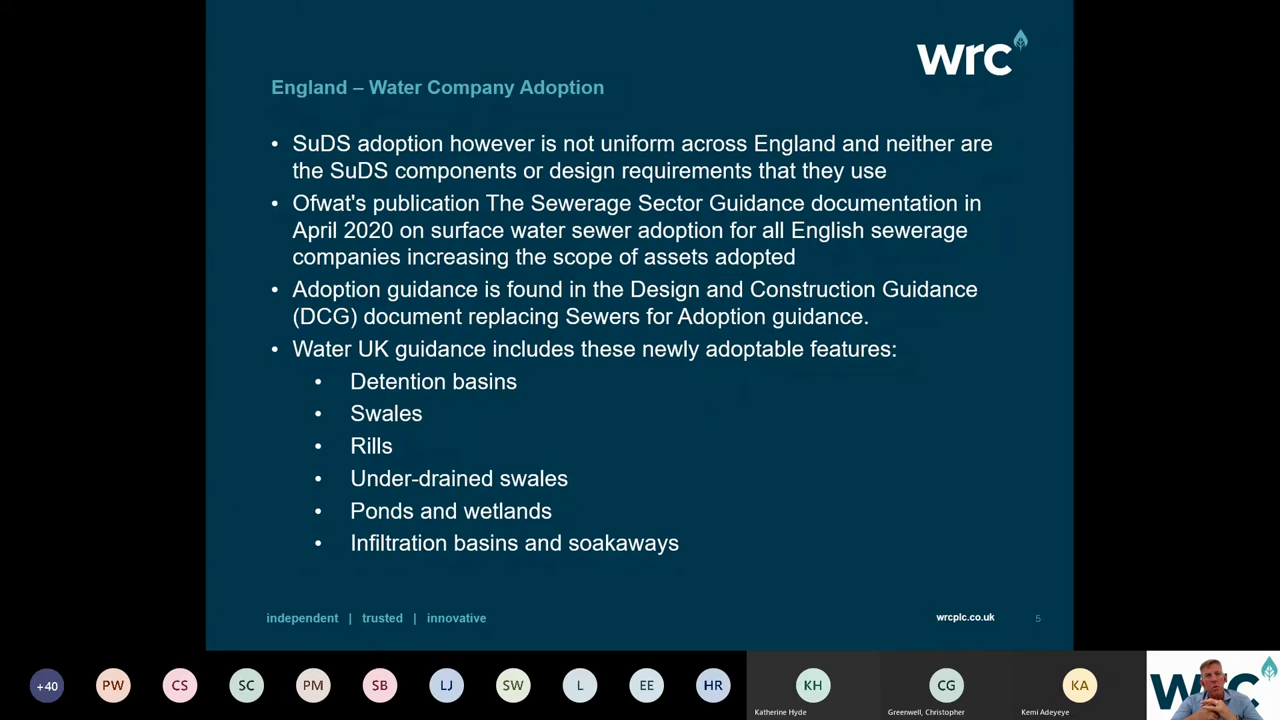 wrc
England – Water Company Adoption
• SuDS adoption however is not uniform across England and neither are
the SuDS components or design requirements that they use
• Ofwat's publication The Sewerage Sector Guidance documentation in
April 2020 on surface water sewer adoption for all English sewerage
companies increasing the scope of assets adopted
• Adoption guidance is found in the Design and Construction Guidance
(DCG) document replacing Sewers for Adoption guidance.
• Water UK guidance includes these newly adoptable features:
• Detention basins
• Swales
• Rills
• Under-drained swales
• Ponds and wetlands
• Infiltration basins and soakaways
independent | trusted | innovative
wrcplc.co.uk 5
+40 PW CS SC PM SB LJ SW L EE HR KH CG KA
Katherine Hyde Greenwell, Christopher Kemi Adeyeye